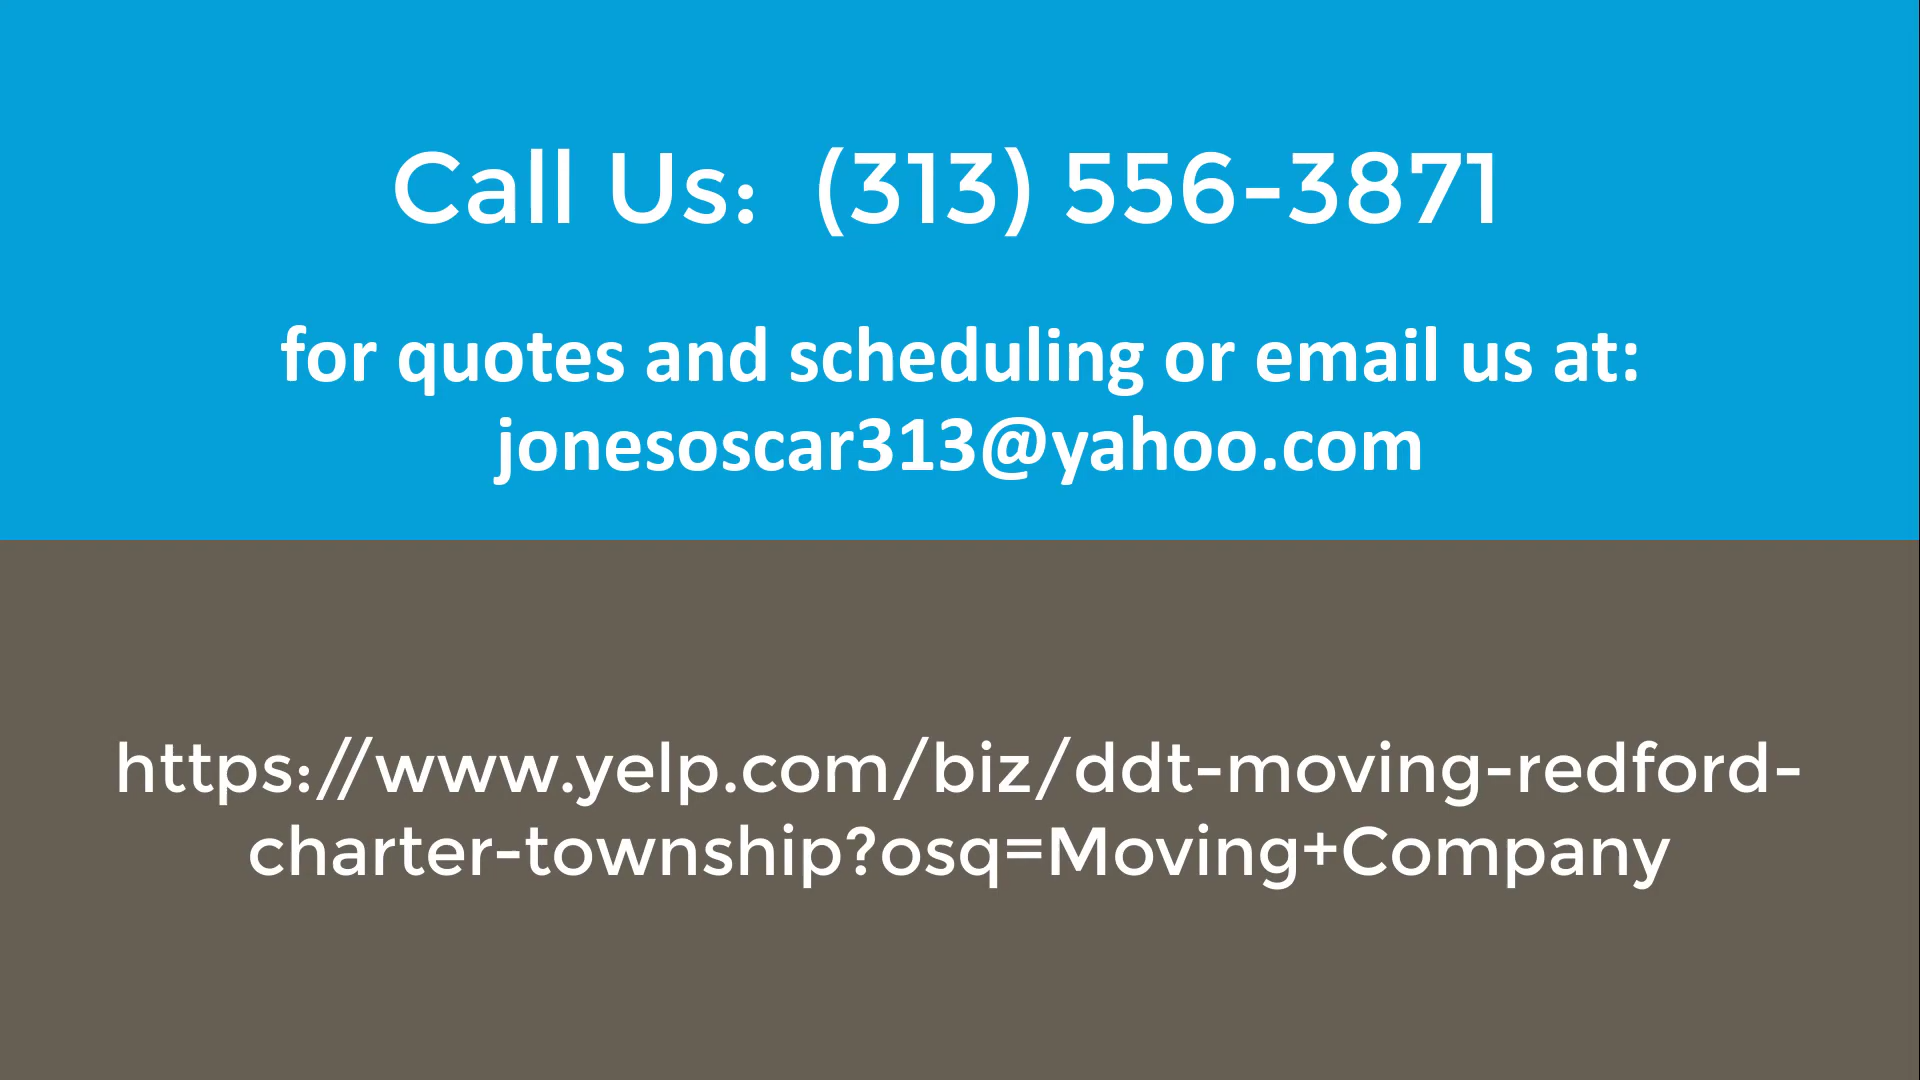 Call Us:  (313) 556-3871
for quotes and scheduling or email us at:
jonesoscar313@yahoo.com
https://www.yelp.com/biz/ddt-moving-redford-
charter-township?osq=Moving+Company